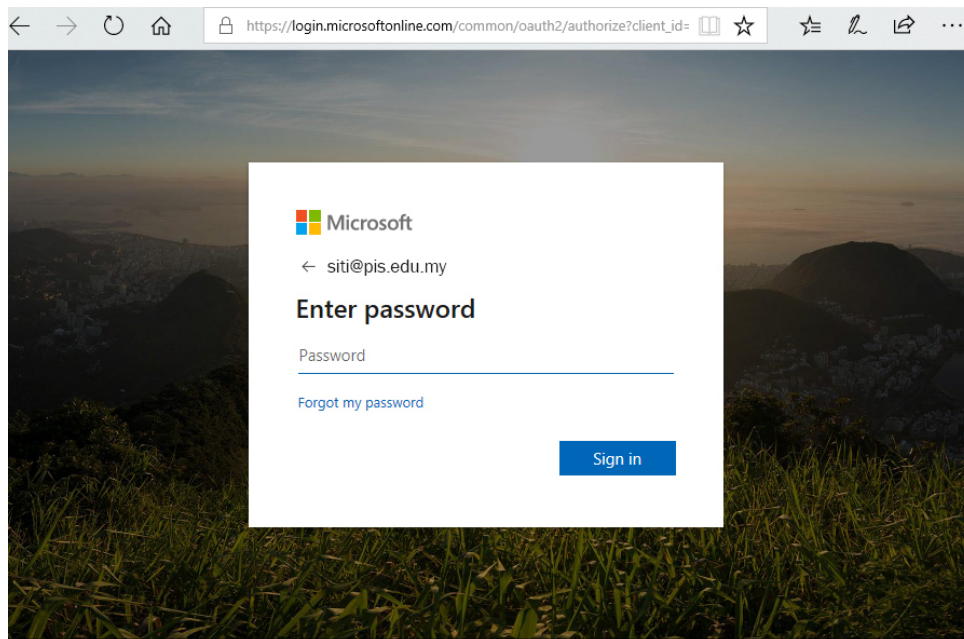 https://login.microsoftonline.com/common/oauth2/authorize?client_id=
Microsoft
← siti@pis.edu.my
Enter password
Password
Forgot my password
Sign in